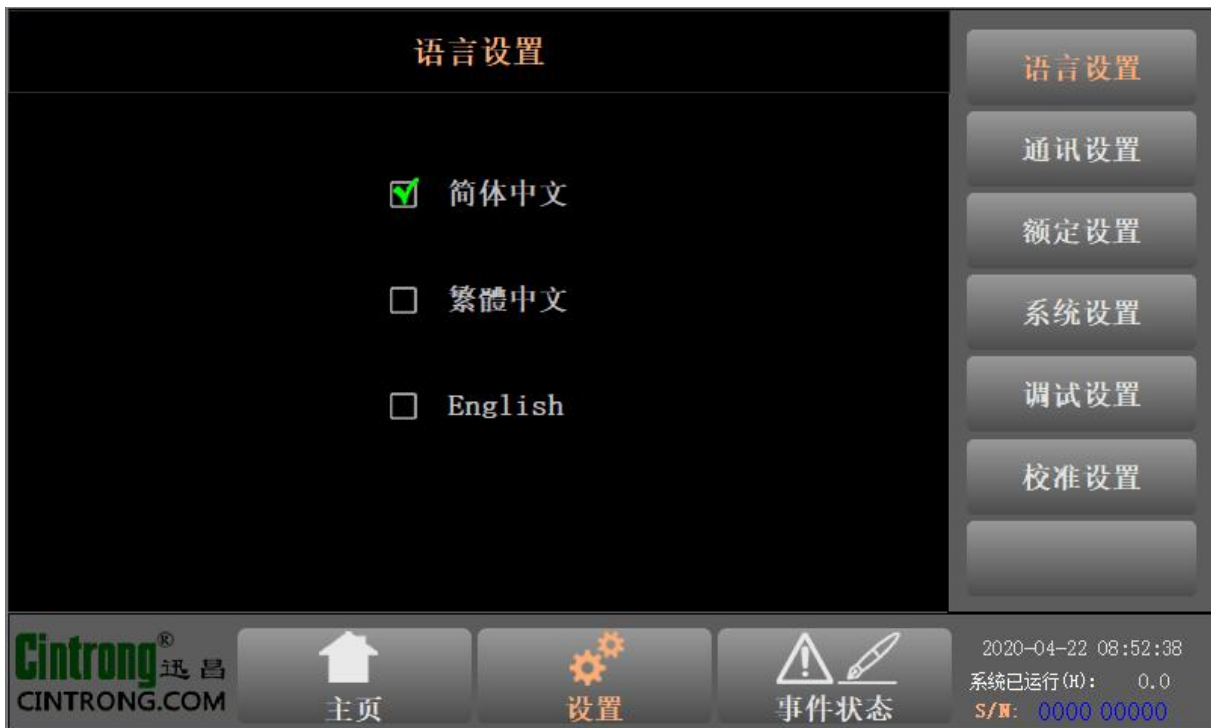 语言设置
简体中文
繁體中文
English
语言设置
通讯设置
额定设置
系统设置
调试设置
校准设置
Cintrong®迅昌
CINTRONG.COM
主页
设置
事件状态
2020-04-22 08:52:38
系统已运行(H): 0.0
S/N: 0000 00000